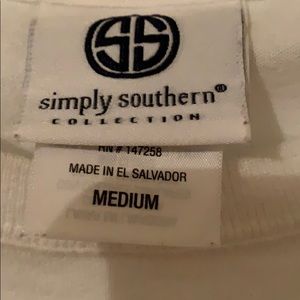 SS
simply southern®
COLLECTION
RN # 147258
MADE IN EL SALVADOR
MEDIUM